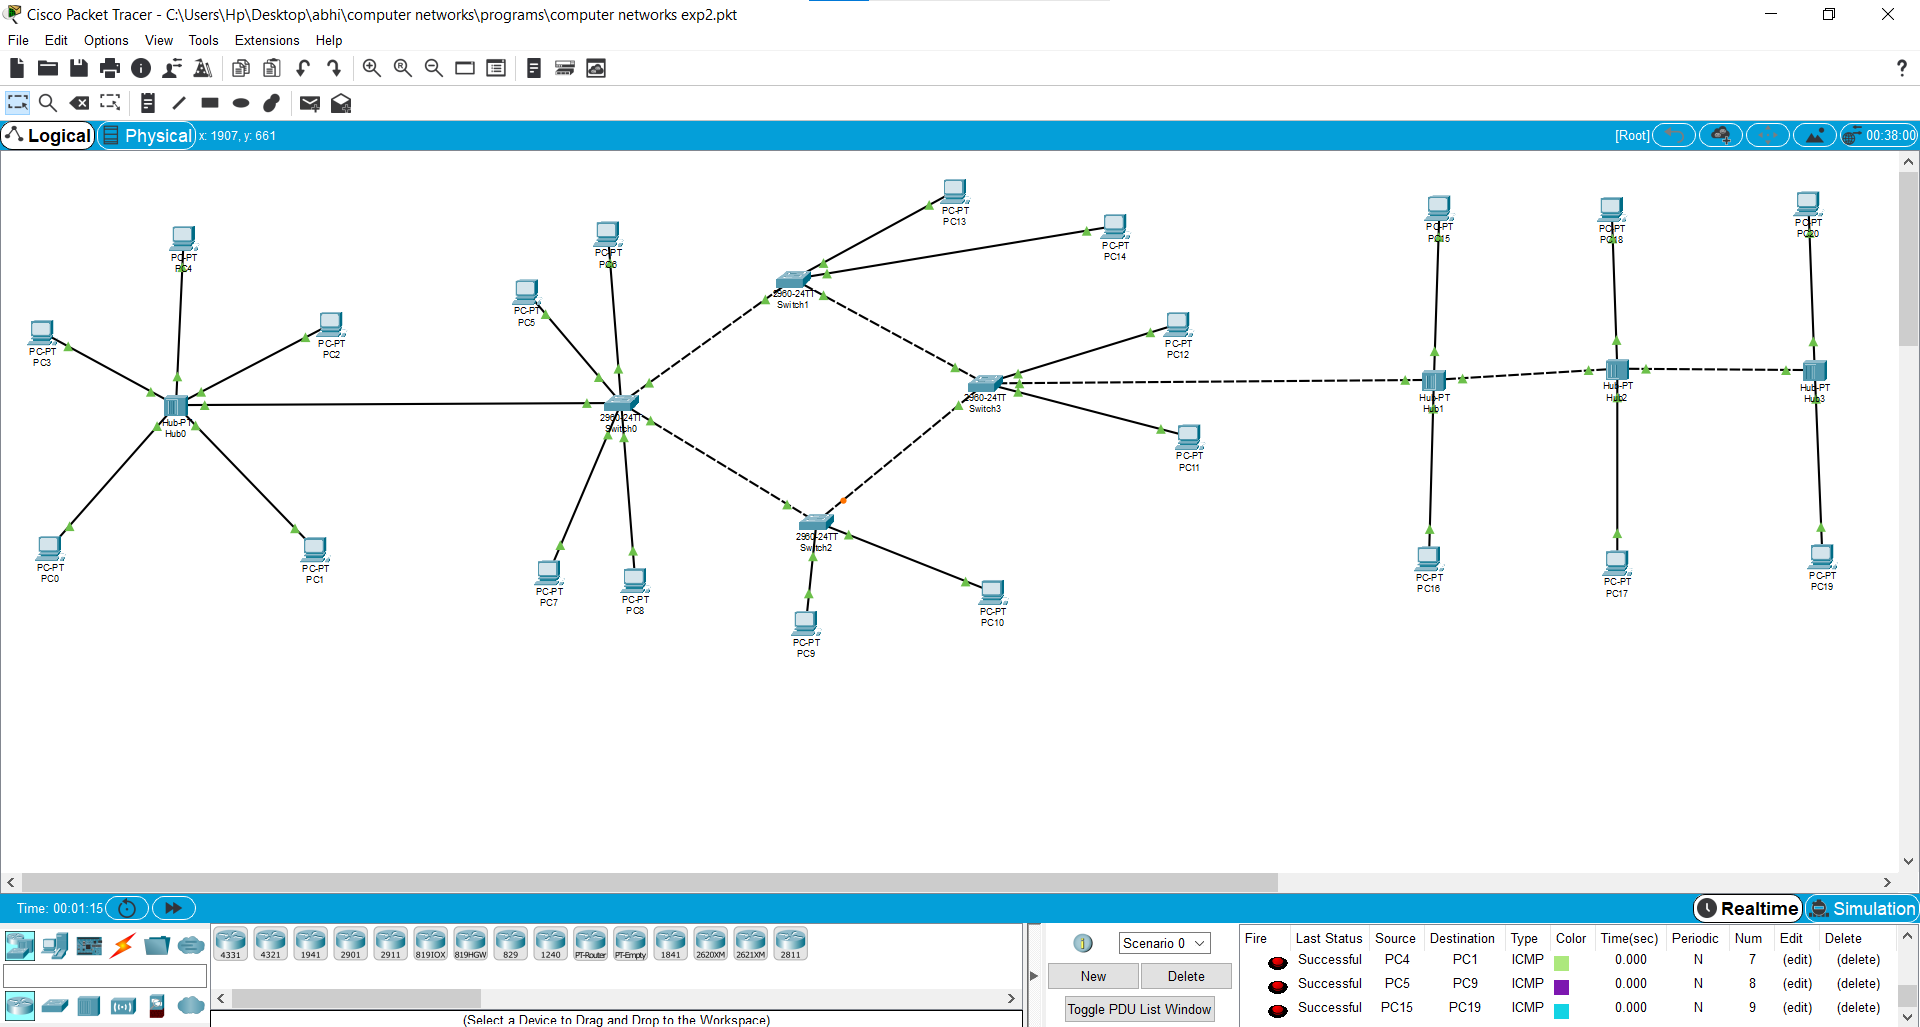 Cisco Packet Tracer - C:\Users\Hp\Desktop\abhi\computer networks\programs\computer networks exp2.pkt
File Edit Options View Tools Extensions Help
Logical Physical x: 1907, y: 661 [Root] 00:38:00
PC-PT
PC13
PC-PT
PC14
PC-PT
PC4
PC-PT
PC6
PC-PT
PC15
PC-PT
PC18
PC-PT
PC20
PC-PT
PC5
2960-24TT
Switch1
PC-PT
PC3
PC-PT
PC2
PC-PT
PC12
Hub-PT
Hub0
2960-24TT
Switch0
2960-24TT
Switch3
Hub-PT
Hub1
Hub-PT
Hub2
Hub-PT
Hub3
PC-PT
PC11
2960-24TT
Switch2
PC-PT
PC0
PC-PT
PC1
PC-PT
PC7
PC-PT
PC8
PC-PT
PC9
PC-PT
PC10
PC-PT
PC16
PC-PT
PC17
PC-PT
PC19
Time: 00:01:15 Realtime Simulation
4331 4321 1941 2901 2911 819IOX 819HGW 829 1240 PT-Router PT-Empty 1841 2620XM 2621XM 2811
(Select a Device to Drag and Drop to the Workspace)
Scenario 0
New Delete
Toggle PDU List Window
Fire Last Status Source Destination Type Color Time(sec) Periodic Num Edit Delete
Successful PC4 PC1 ICMP 0.000 N 7 (edit) (delete)
Successful PC5 PC9 ICMP 0.000 N 8 (edit) (delete)
Successful PC15 PC19 ICMP 0.000 N 9 (edit) (delete)